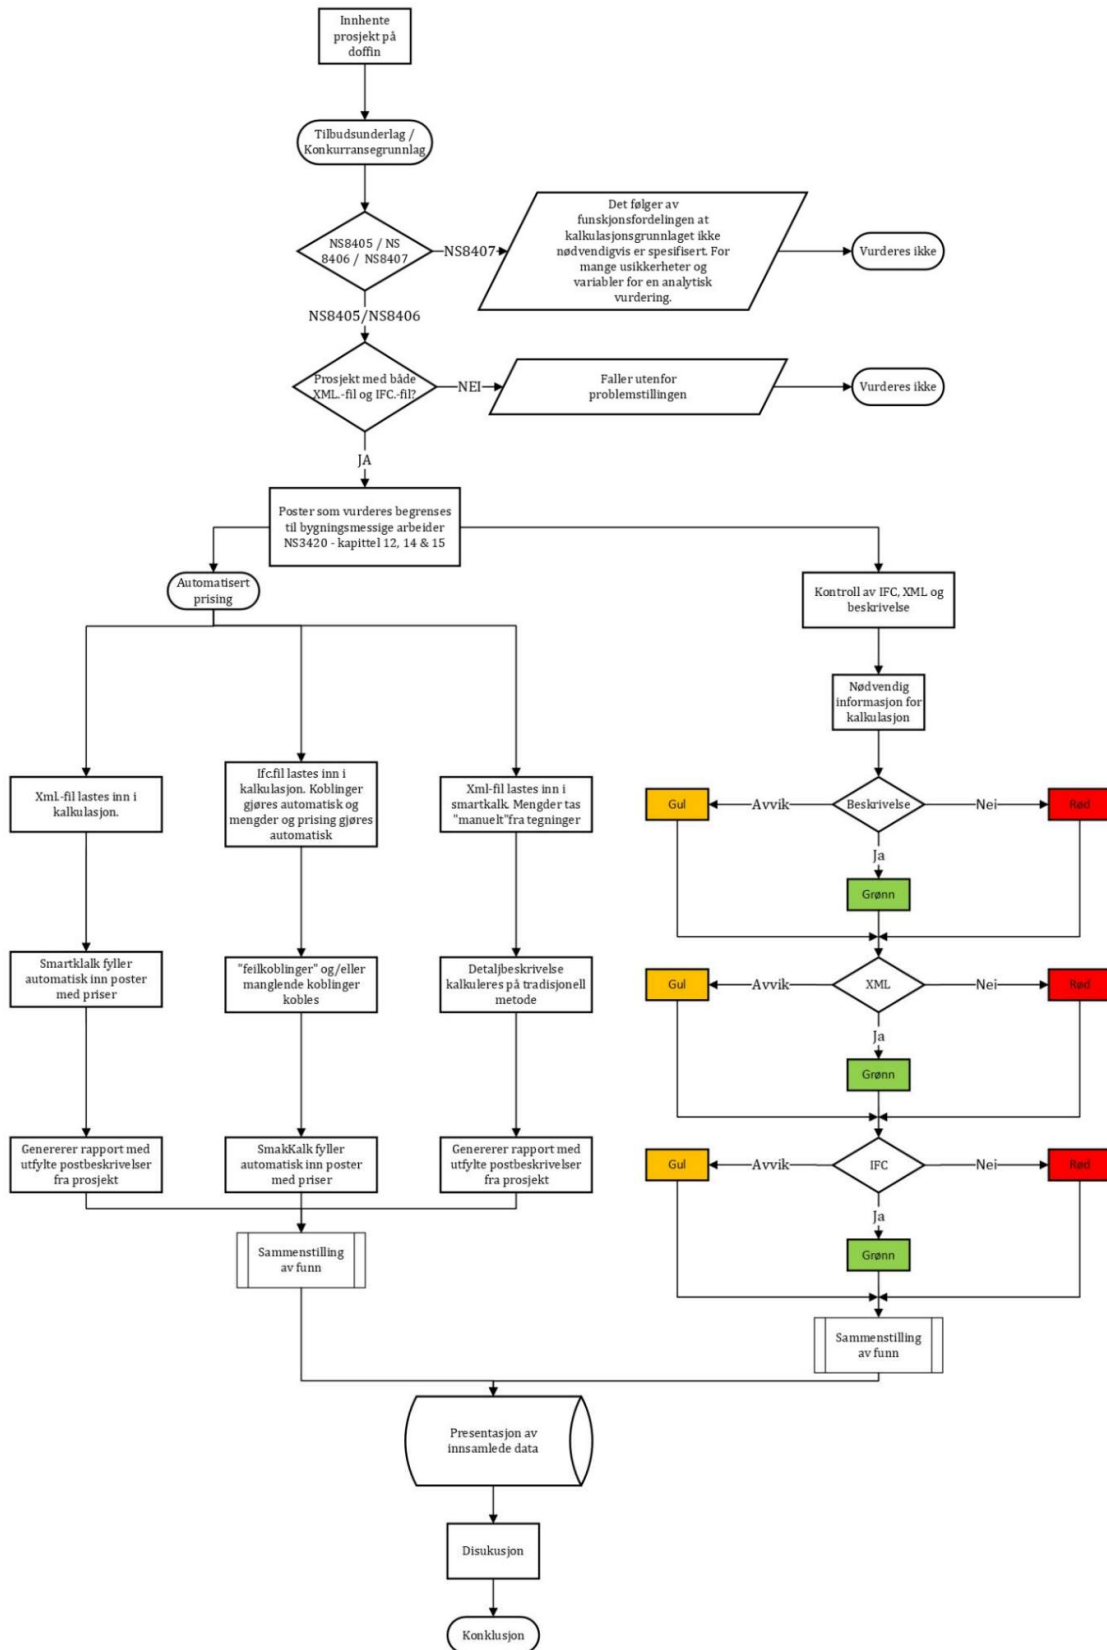 Innhente
prosjekt på
doffin
Tilbudsunderlag /
Konkurransegrunnlag
NS8405 / NS
8406 / NS8407
NS8407
Det følger av
funskjonsfordelingen at
kalkulasjonsgrunnlaget ikke
nødvendigvis er spesifisert. For
mange usikkerheter og
variabler for en analytisk
vurdering.
Vurderes ikke
NS8405/NS8406
Prosjekt med både
XML.-fil og IFC.-fil?
NEI
Faller utenfor
problemstillingen
Vurderes ikke
JA
Poster som vurderes begrenses
til bygningsmessige arbeider
NS3420 - kapittel 12, 14 & 15
Automatisert
prising
Xml.-fil lastes inn i
kalkulasjon.
Smartklalk fyller
automatisk inn poster
med priser
Genererer rapport med
utfylte postbeskrivelser
fra prosjekt
Ifc.fil lastes inn i
kalkulasjon. Koblinger
gjøres automatisk og
mengder og prising gjøres
automatisk
"feilkoblinger" og/eller
manglende koblinger
kobles
SmakKalk fyller
automatisk inn poster
med priser
Xml-fil lastes inn i
smartkalk. Mengder tas
"manuelt"fra tegninger
Detaljbeskrivelse
kalkuleres på tradisjonell
metode
Genererer rapport med
utfylte postbeskrivelser
fra prosjekt
Sammenstilling
av funn
Kontroll av IFC, XML og
beskrivelse
Nødvendig
informasjon for
kalkulasjon
Gul
Avvik
Beskrivelse
Nei
Rød
Ja
Grønn
Gul
Avvik
XML
Nei
Rød
Ja
Grønn
Gul
Avvik
IFC
Nei
Rød
Ja
Grønn
Sammenstilling
av funn
Presentasjon av
innsamlede data
Disukusjon
Konklusjon